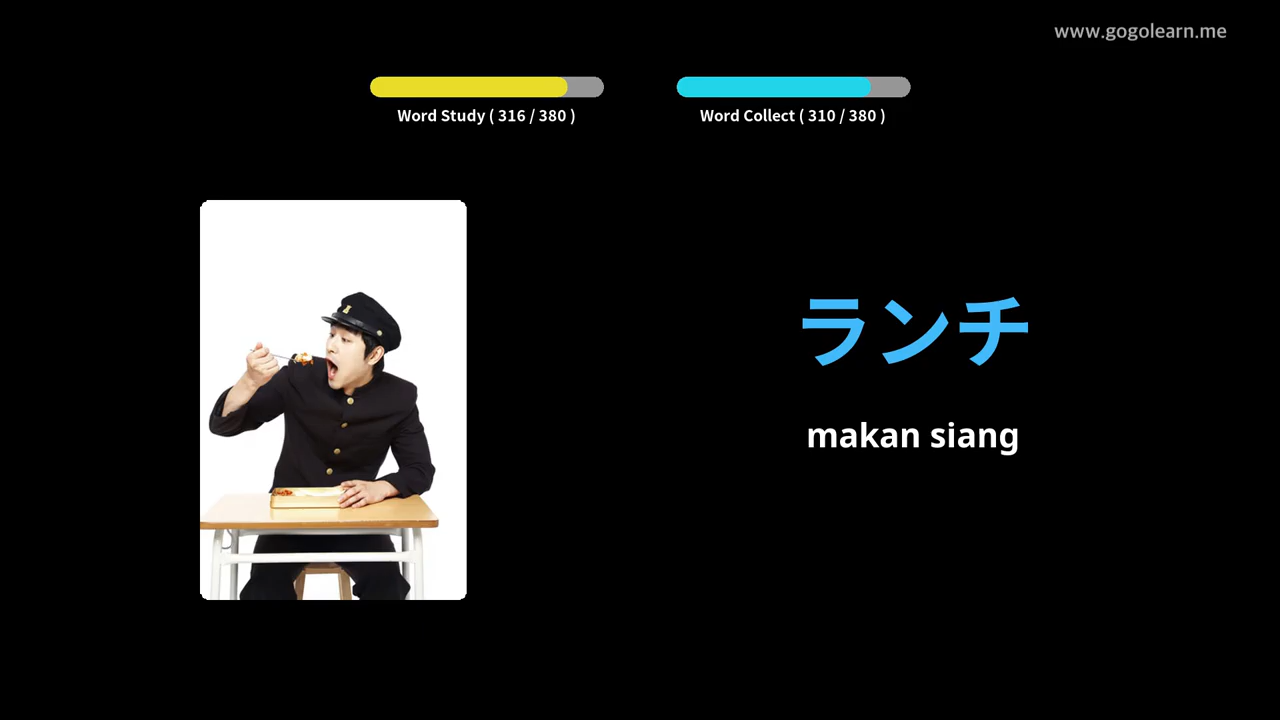 www.gogolearn.me
Word Study ( 316 / 380 )
Word Collect ( 310 / 380 )
ランチ
makan siang